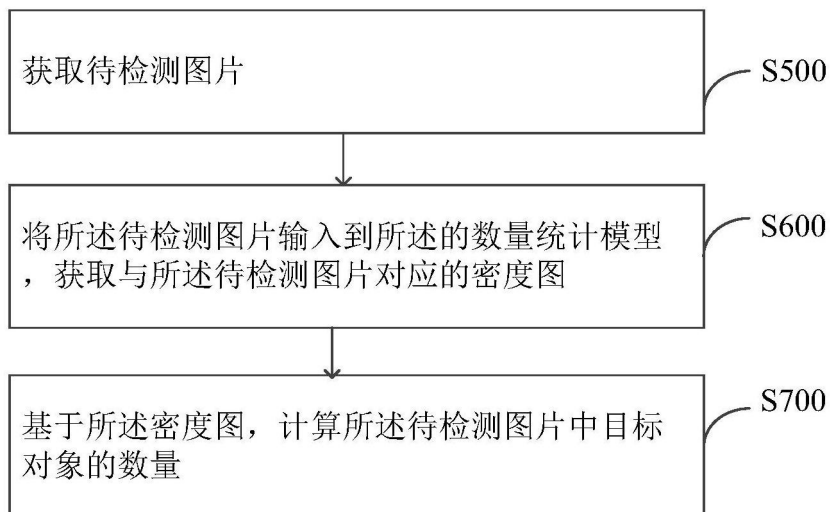 获取待检测图片
S500
将所述待检测图片输入到所述的数量统计模型
，获取与所述待检测图片对应的密度图
S600
基于所述密度图，计算所述待检测图片中目标
对象的数量
S700